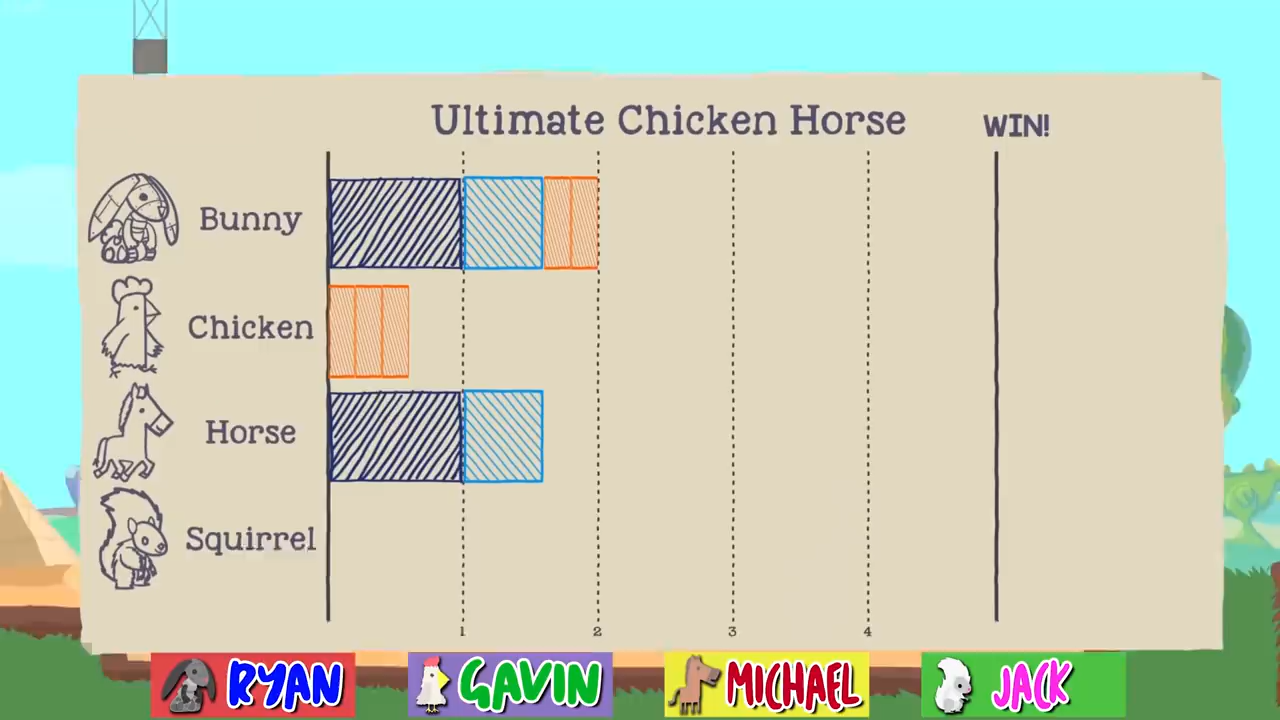 Ultimate Chicken Horse
WIN!
Bunny
Chicken
Horse
Squirrel
1 2 3 4
RYAN GAVIN MICHAEL JACK